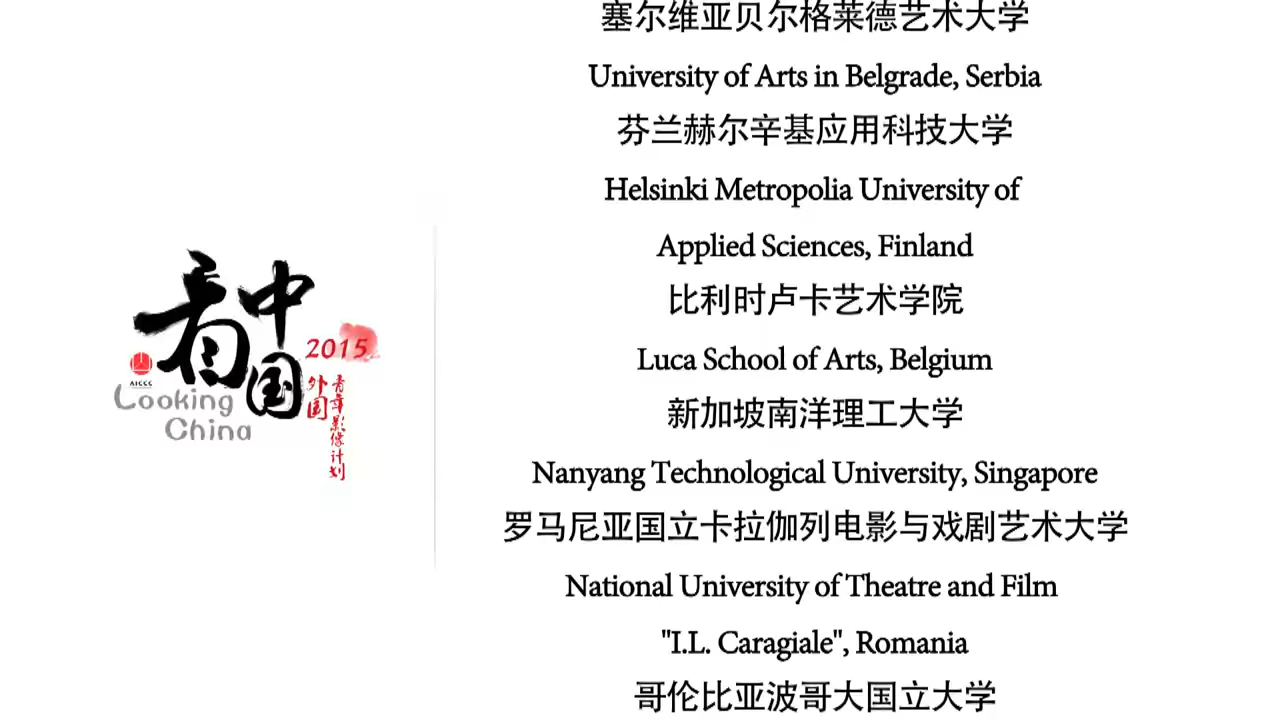 看中国
2015
外国
青年影像计划
AICCC
Looking
China
塞尔维亚贝尔格莱德艺术大学
University of Arts in Belgrade, Serbia
芬兰赫尔辛基应用科技大学
Helsinki Metropolia University of
Applied Sciences, Finland
比利时卢卡艺术学院
Luca School of Arts, Belgium
新加坡南洋理工大学
Nanyang Technological University, Singapore
罗马尼亚国立卡拉伽列电影与戏剧艺术大学
National University of Theatre and Film
"I.L. Caragiale", Romania
哥伦比亚波哥大国立大学